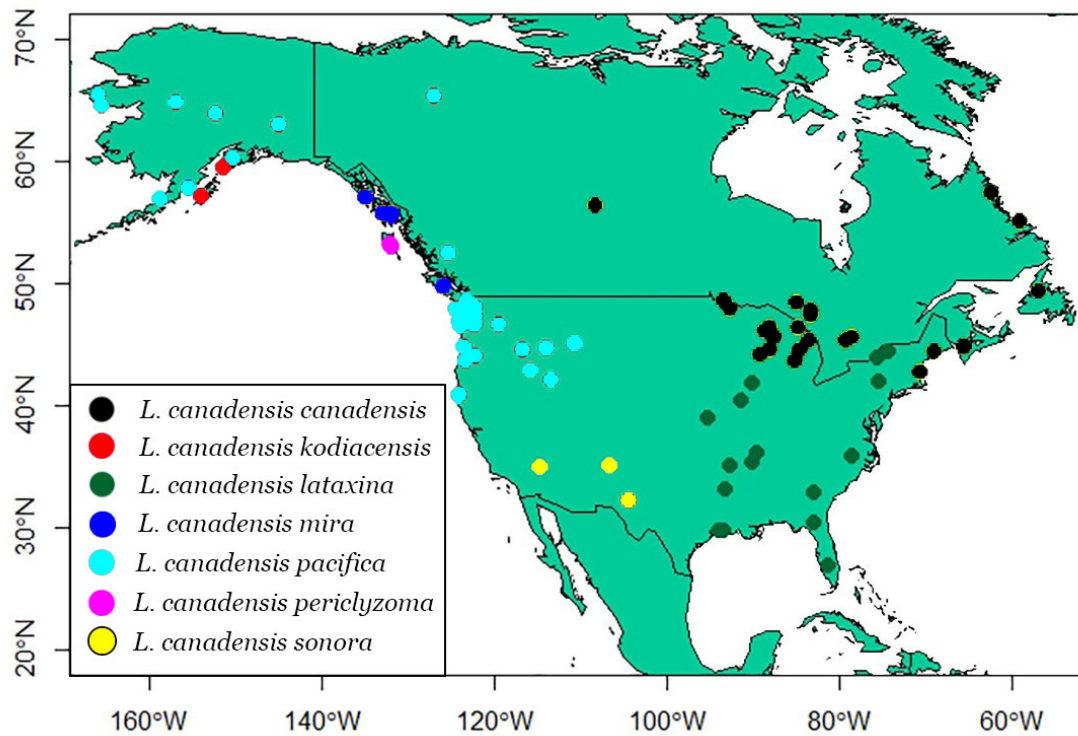 70°N
60°N
50°N
40°N
30°N
20°N
L. canadensis canadensis
L. canadensis kodiacensis
L. canadensis lataxina
L. canadensis mira
L. canadensis pacifica
L. canadensis periclyzoma
L. canadensis sonora
160°W 140°W 120°W 100°W 80°W 60°W